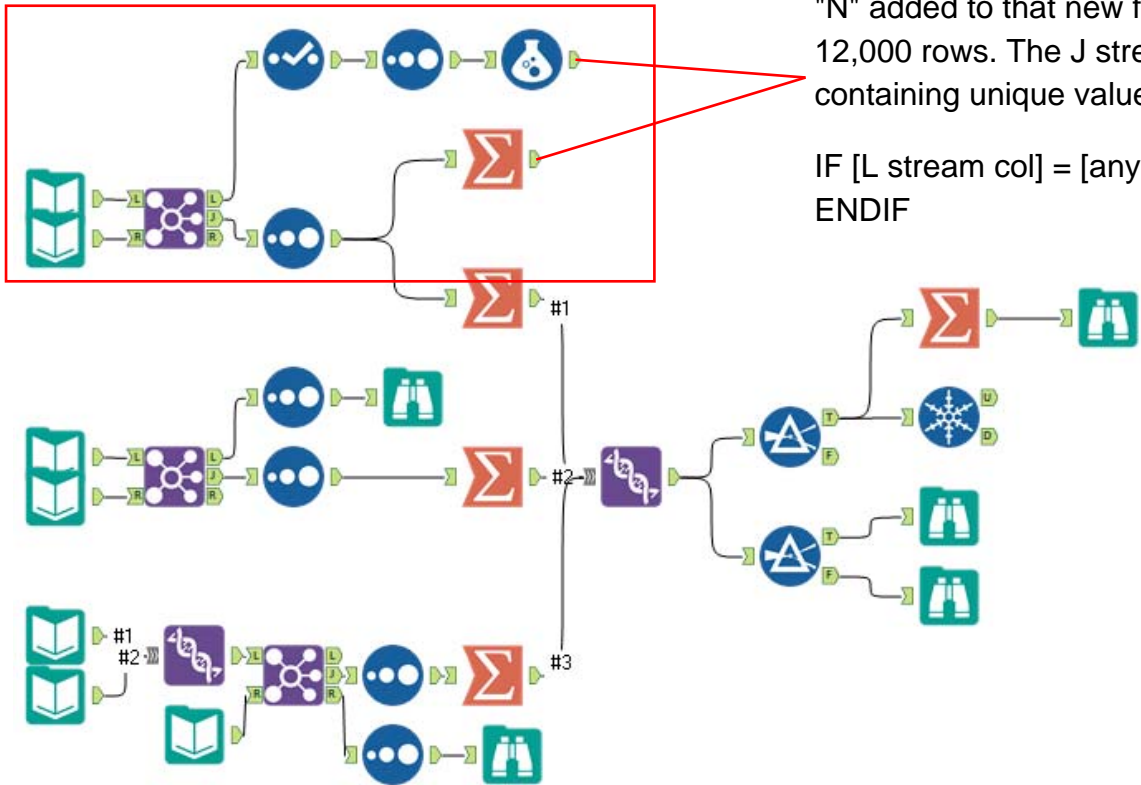 "N" added to that new f
12,000 rows. The J stre
containing unique value
IF [L stream col] = [any
ENDIF
L
R
L
J
R
#1
T
F
U
D
L
R
L
J
R
#2
T
F
#1
#2
L
R
L
J
R
#3